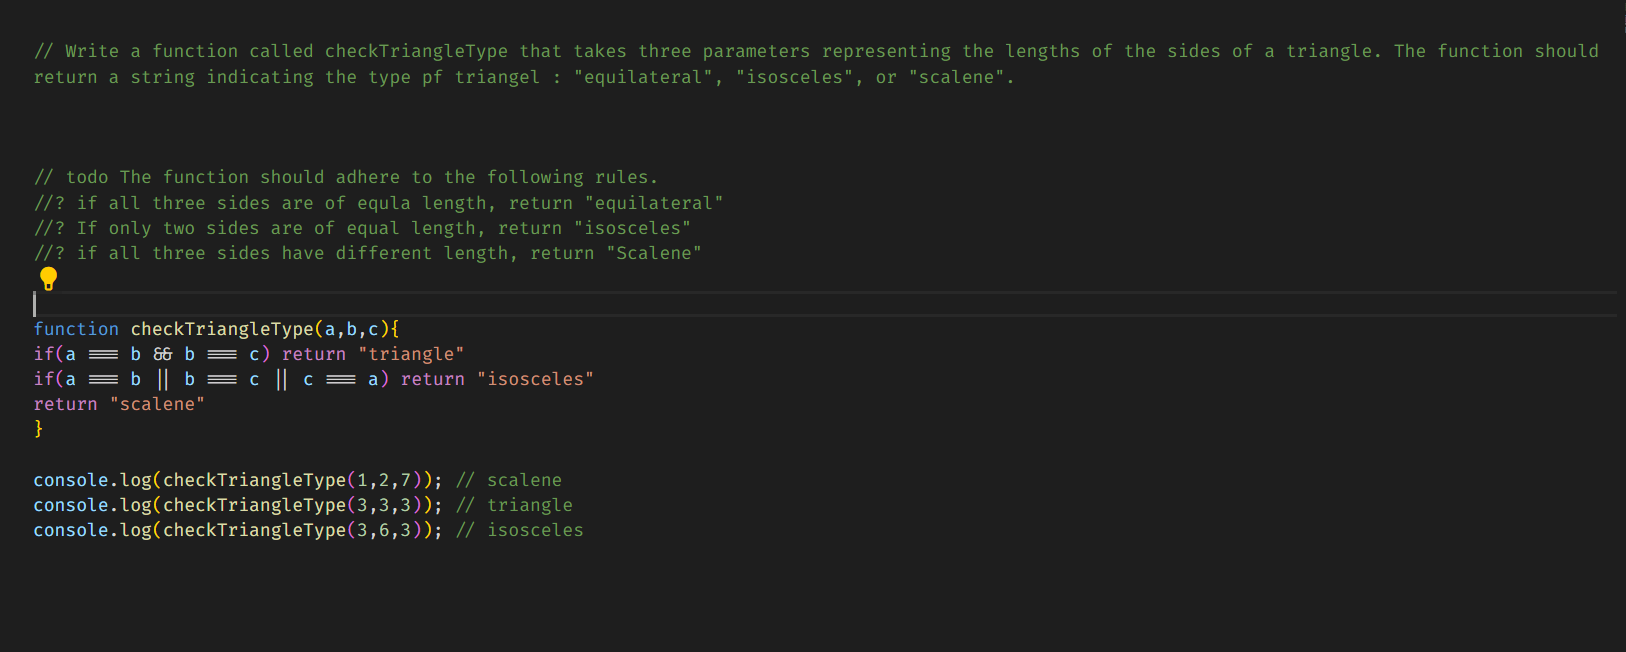 // Write a function called checkTriangleType that takes three parameters representing the lengths of the sides of a triangle. The function should
return a string indicating the type pf triangel : "equilateral", "isosceles", or "scalene".
// todo The function should adhere to the following rules.
//? if all three sides are of equla length, return "equilateral"
//? If only two sides are of equal length, return "isosceles"
//? if all three sides have different length, return "Scalene"
function checkTriangleType(a,b,c){
if(a === b && b === c) return "triangle"
if(a === b || b === c || c === a) return "isosceles"
return "scalene"
}
console.log(checkTriangleType(1,2,7)); // scalene
console.log(checkTriangleType(3,3,3)); // triangle
console.log(checkTriangleType(3,6,3)); // isosceles